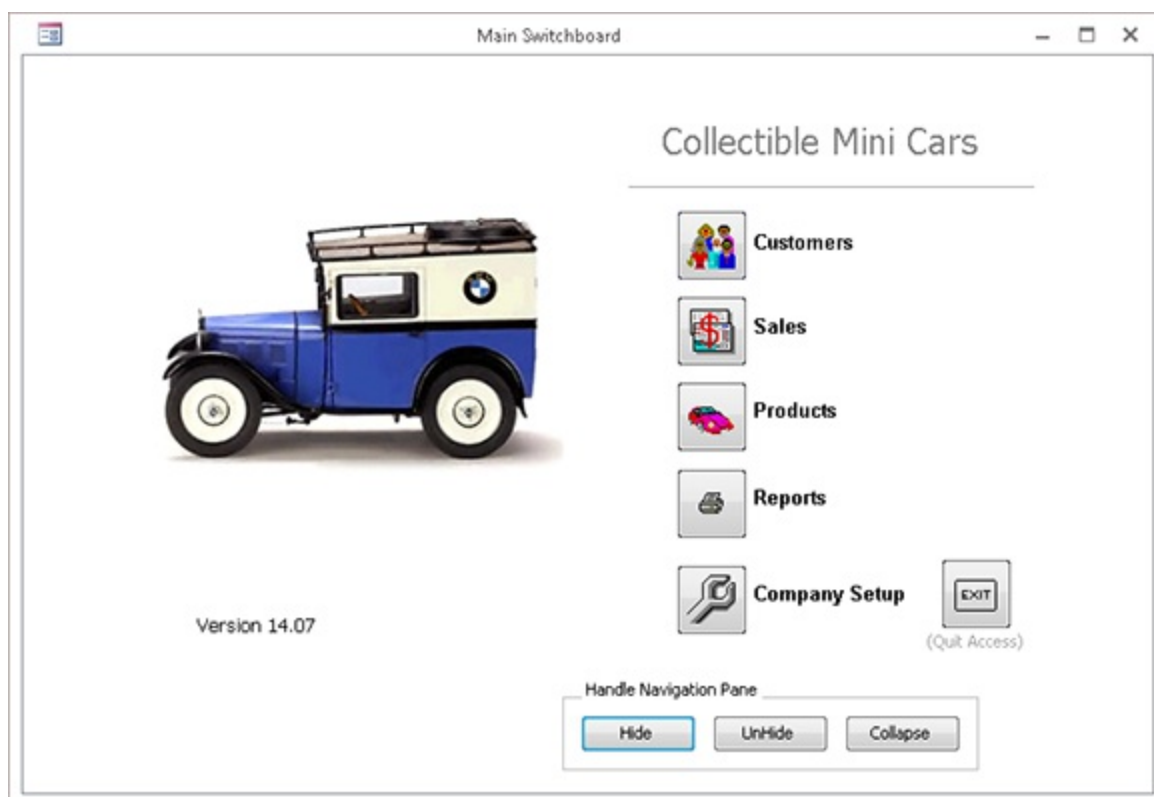 Main Switchboard
Collectible Mini Cars
Customers
Sales
Products
Reports
Company Setup
EXIT
(Quit Access)
Version 14.07
Handle Navigation Pane
Hide
UnHide
Collapse